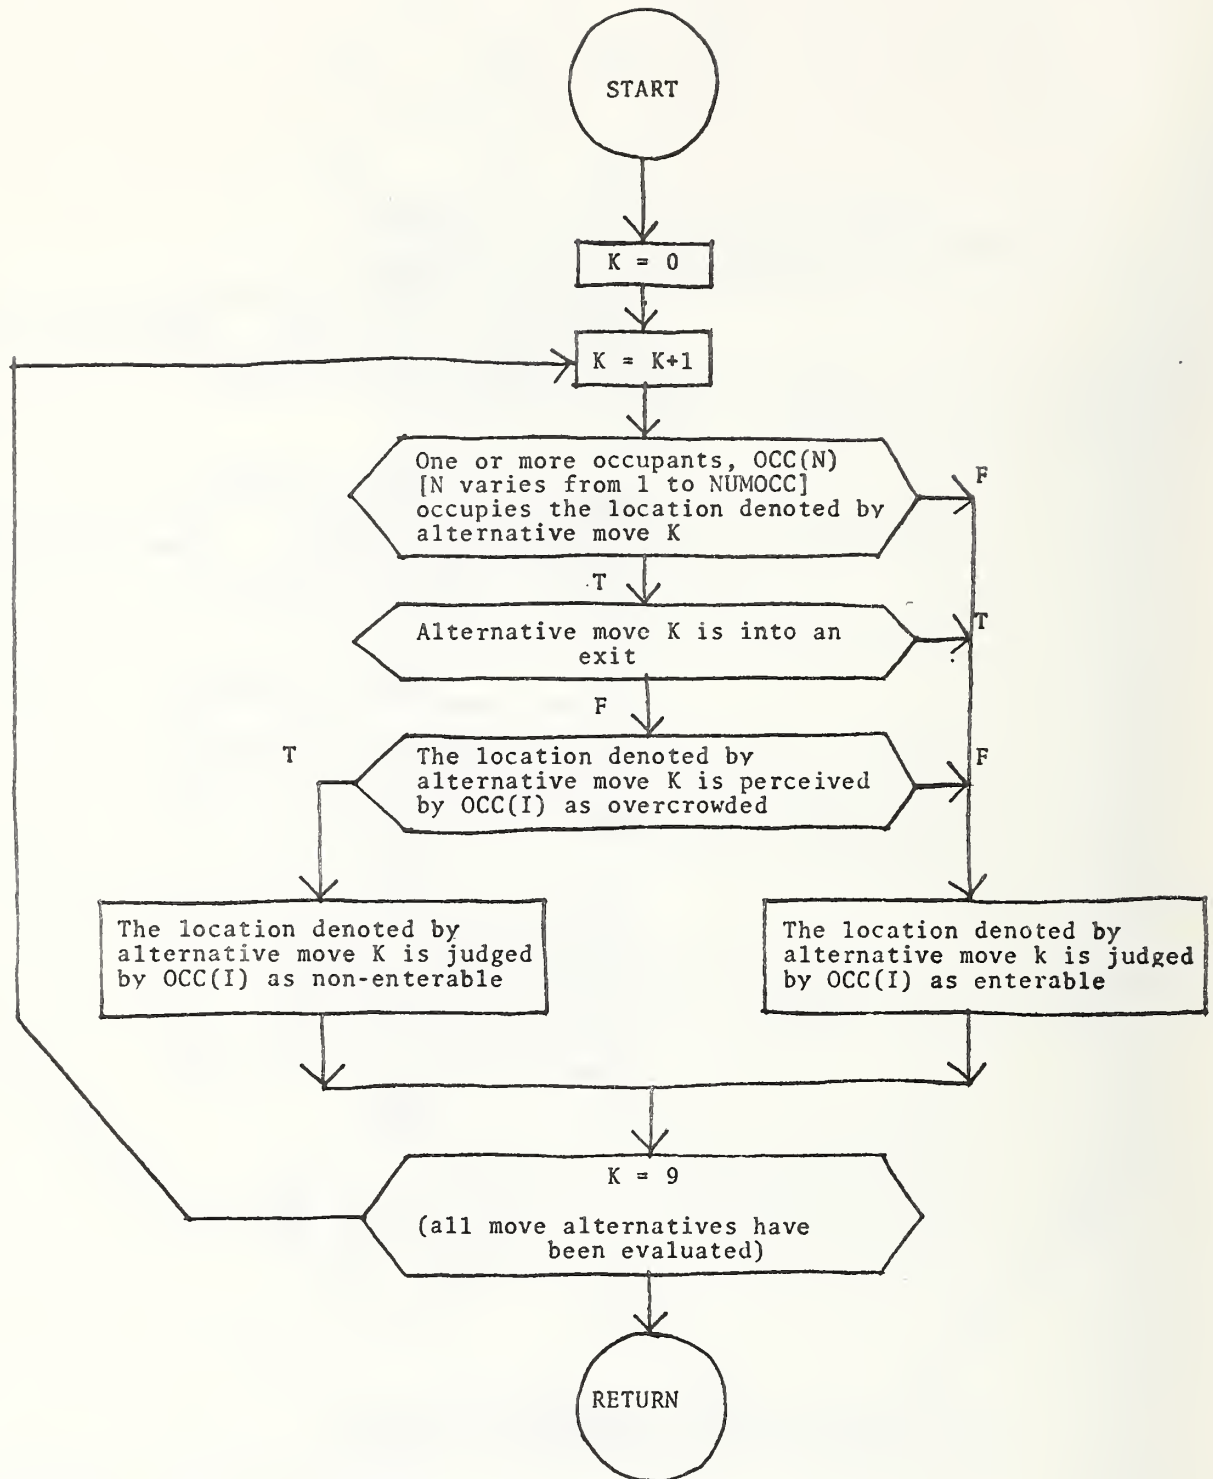 START
K = 0
K = K+1
One or more occupants, OCC(N)
[N varies from 1 to NUMOCC]
occupies the location denoted by
alternative move K
F
T
Alternative move K is into an
exit
T
F
The location denoted by
alternative move K is perceived
by OCC(I) as overcrowded
T
F
The location denoted by
alternative move K is judged
by OCC(I) as non-enterable
The location denoted by
alternative move k is judged
by OCC(I) as enterable
K = 9
(all move alternatives have
been evaluated)
RETURN